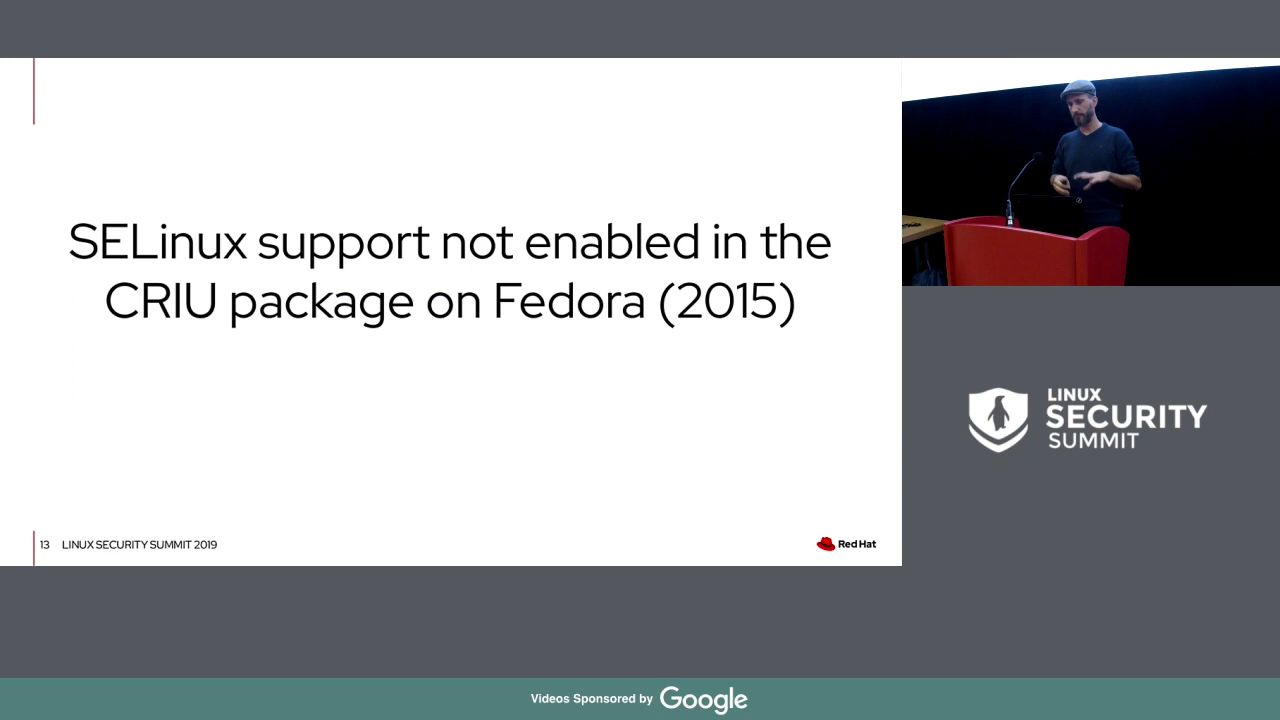 SELinux support not enabled in the
CRIU package on Fedora (2015)
13 LINUX SECURITY SUMMIT 2019
Red Hat
LINUX
SECURITY
SUMMIT
Videos Sponsored by Google